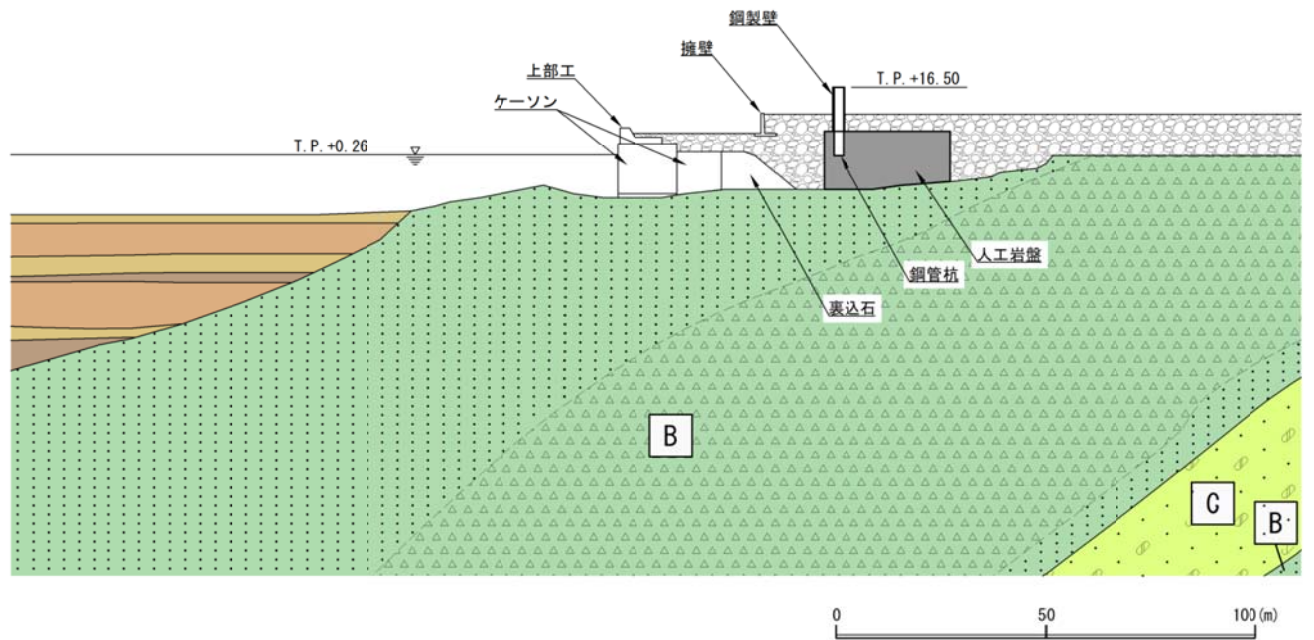 鋼製壁
擁壁
上部工
T.P.+16.50
ケーソン
T.P.+0.26
人工岩盤
鋼管杭
裏込石
B
C
B
0 50 100(m)